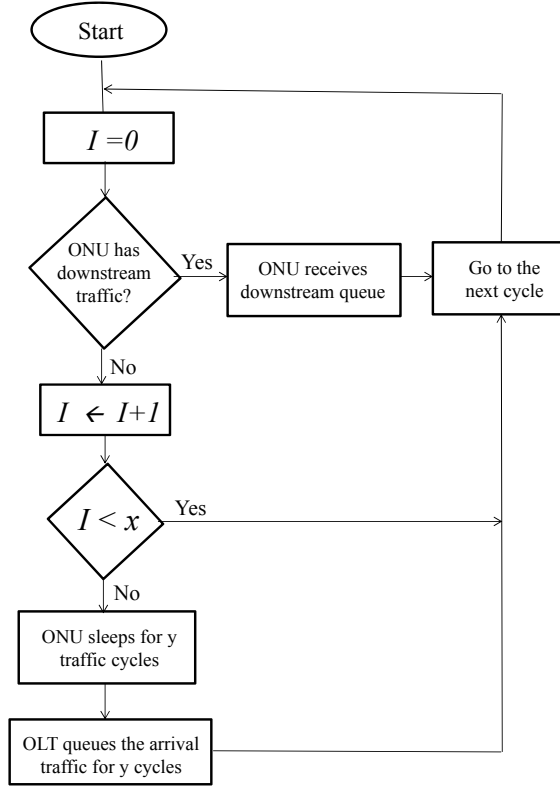 Start
I =0
ONU has
downstream
traffic?
Yes
ONU receives
downstream queue
Go to the
next cycle
No
I ← I+1
I < x
Yes
No
ONU sleeps for y
traffic cycles
OLT queues the arrival
traffic for y cycles